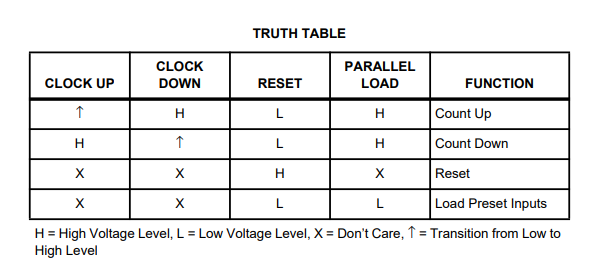 TRUTH TABLE
CLOCK UP CLOCK DOWN RESET PARALLEL LOAD FUNCTION
↑ H L H Count Up
H ↑ L H Count Down
X X H X Reset
X X L L Load Preset Inputs
H = High Voltage Level, L = Low Voltage Level, X = Don't Care, ↑ = Transition from Low to
High Level